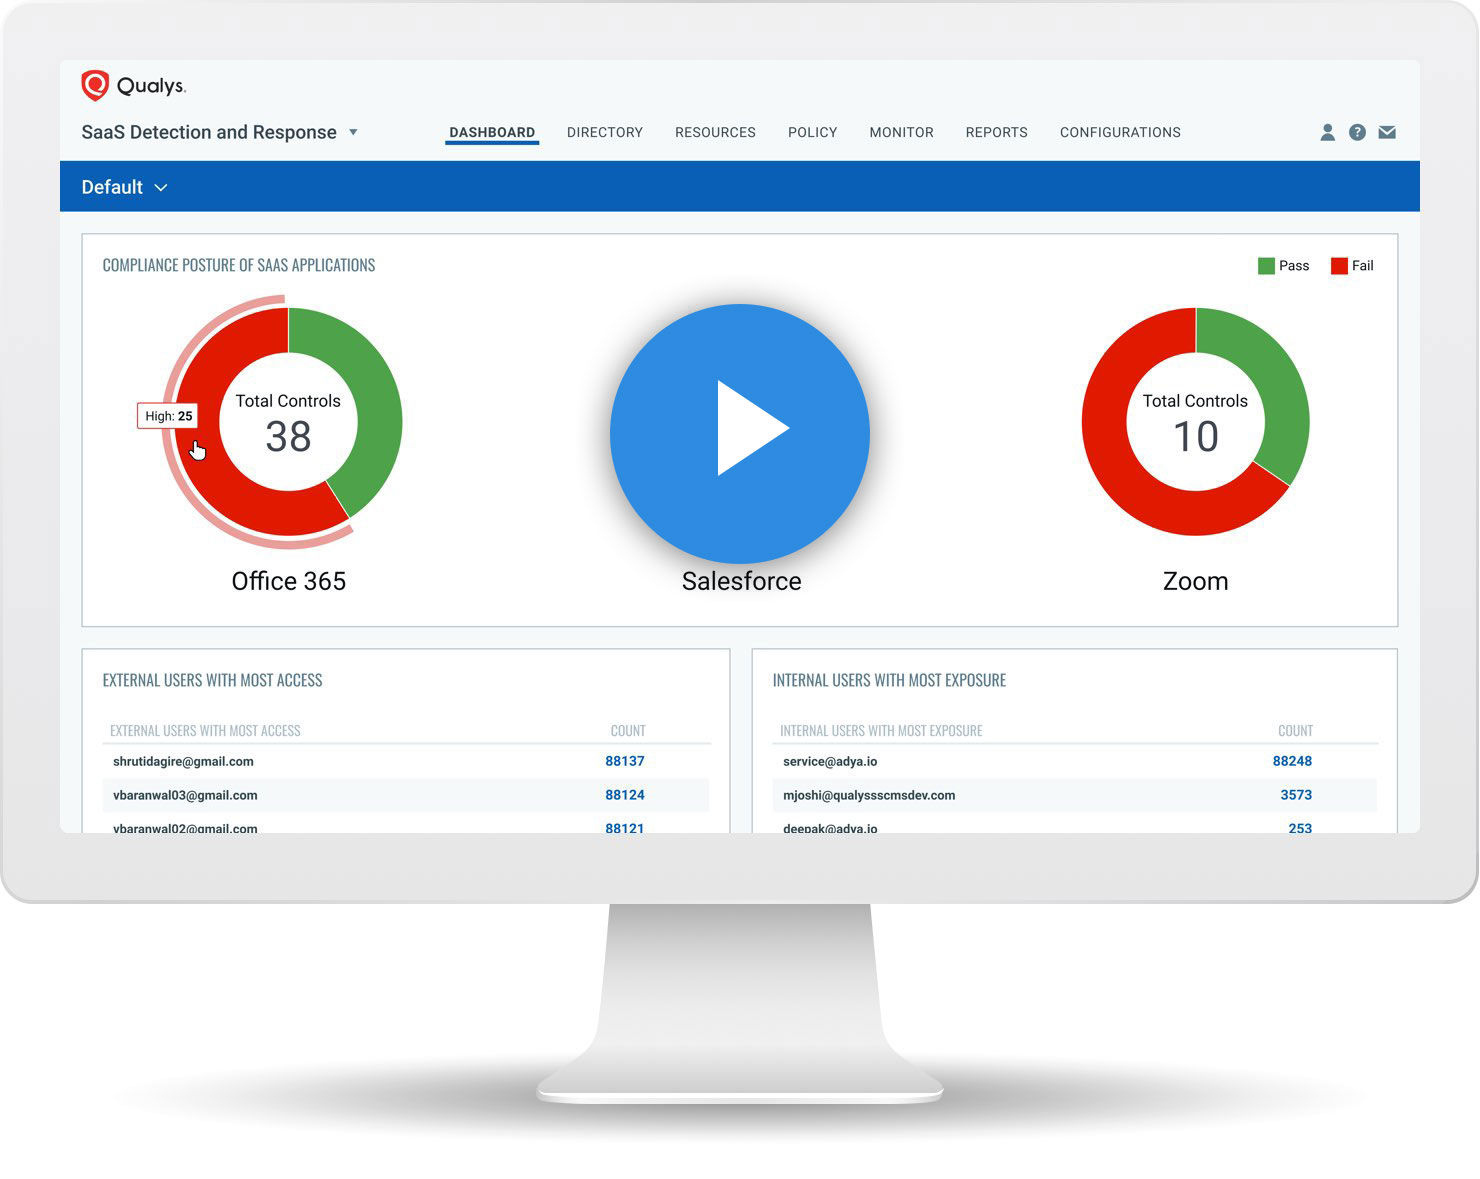 Qualys.
SaaS Detection and Response
DASHBOARD DIRECTORY RESOURCES POLICY MONITOR REPORTS CONFIGURATIONS
?
Default
COMPLIANCE POSTURE OF SAAS APPLICATIONS
Pass Fail
Total Controls
38
High: 25
Office 365
Salesforce
Total Controls
10
Zoom
EXTERNAL USERS WITH MOST ACCESS
EXTERNAL USERS WITH MOST ACCESS COUNT
shrutidagire@gmail.com 88137
vbaranwal03@gmail.com 88124
vbaranwal02@gmail.com 88121
INTERNAL USERS WITH MOST EXPOSURE
INTERNAL USERS WITH MOST EXPOSURE COUNT
service@adya.io 88248
mjoshi@qualyssscmsdev.com 3573
deepak@adya.io 253